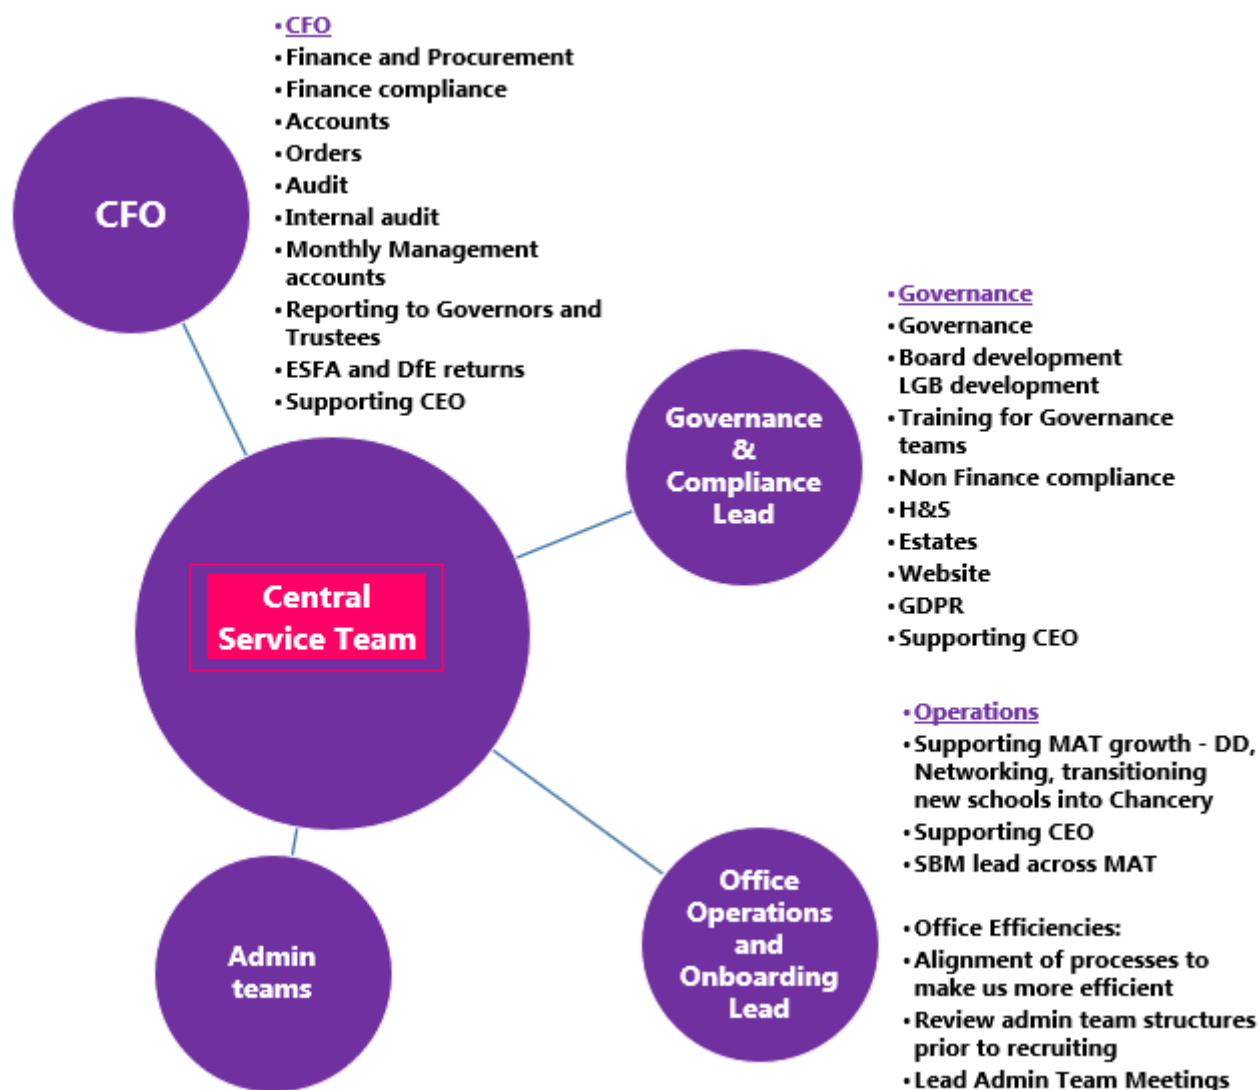 • CFO
• Finance and Procurement
• Finance compliance
• Accounts
• Orders
• Audit
• Internal audit
• Monthly Management
accounts
• Reporting to Governors and
Trustees
• ESFA and DfE returns
• Supporting CEO
CFO
• Governance
• Governance
• Board development
LGB development
• Training for Governance
teams
• Non Finance compliance
• H&S
• Estates
• Website
• GDPR
• Supporting CEO
Governance
&
Compliance
Lead
Central
Service Team
• Operations
• Supporting MAT growth - DD,
Networking, transitioning
new schools into Chancery
• Supporting CEO
• SBM lead across MAT
• Office Efficiencies:
• Alignment of processes to
make us more efficient
• Review admin team structures
prior to recruiting
• Lead Admin Team Meetings
Office
Operations
and
Onboarding
Lead
Admin
teams